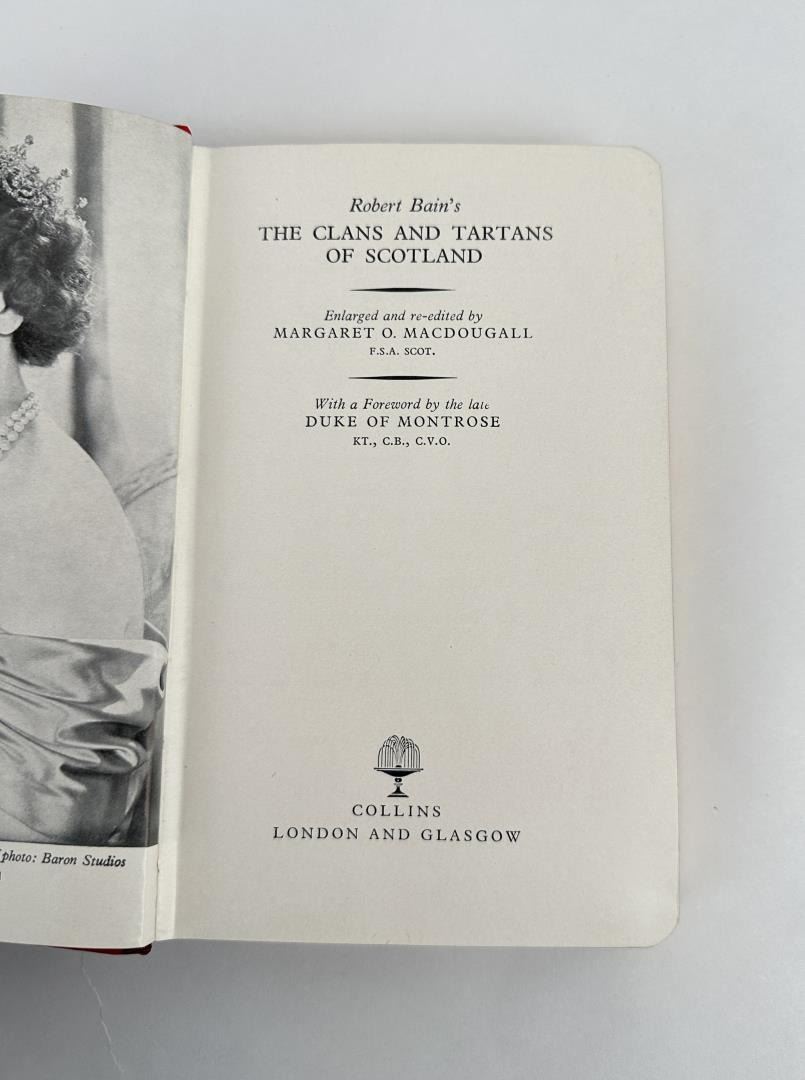 Robert Bain's
THE CLANS AND TARTANS
OF SCOTLAND
Enlarged and re-edited by
MARGARET O. MACDOUGALL
F.S.A. SCOT.
With a Foreword by the late
DUKE OF MONTROSE
KT., C.B., C.V.O.
COLLINS
LONDON AND GLASGOW
photo: Baron Studios